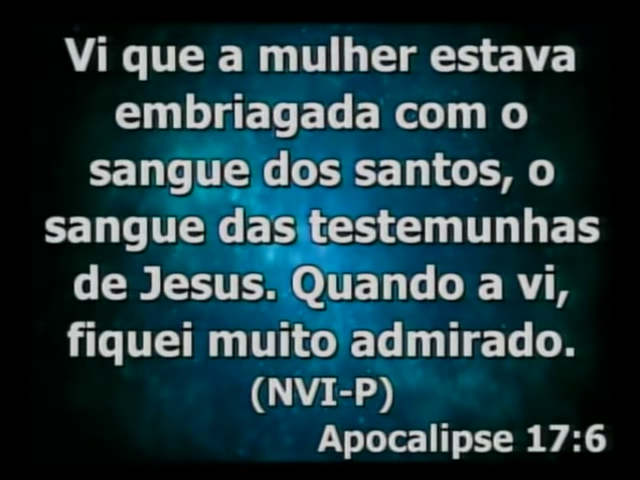 Vi que a mulher estava
embriagada com o
sangue dos santos, o
sangue das testemunhas
de Jesus. Quando a vi,
fiquei muito admirado.
(NVI-P)
Apocalipse 17:6